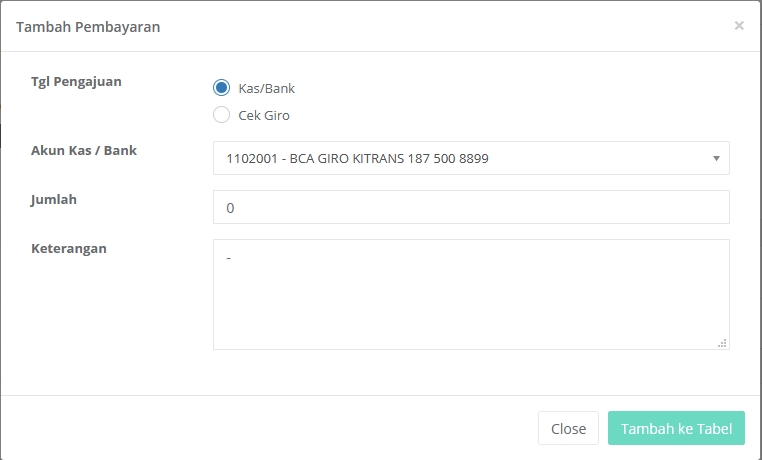 Tambah Pembayaran
×
Tgl Pengajuan
Kas/Bank
Cek Giro
Akun Kas / Bank
1102001 - BCA GIRO KITRANS 187 500 8899
Jumlah
0
Keterangan
-
Close
Tambah ke Tabel